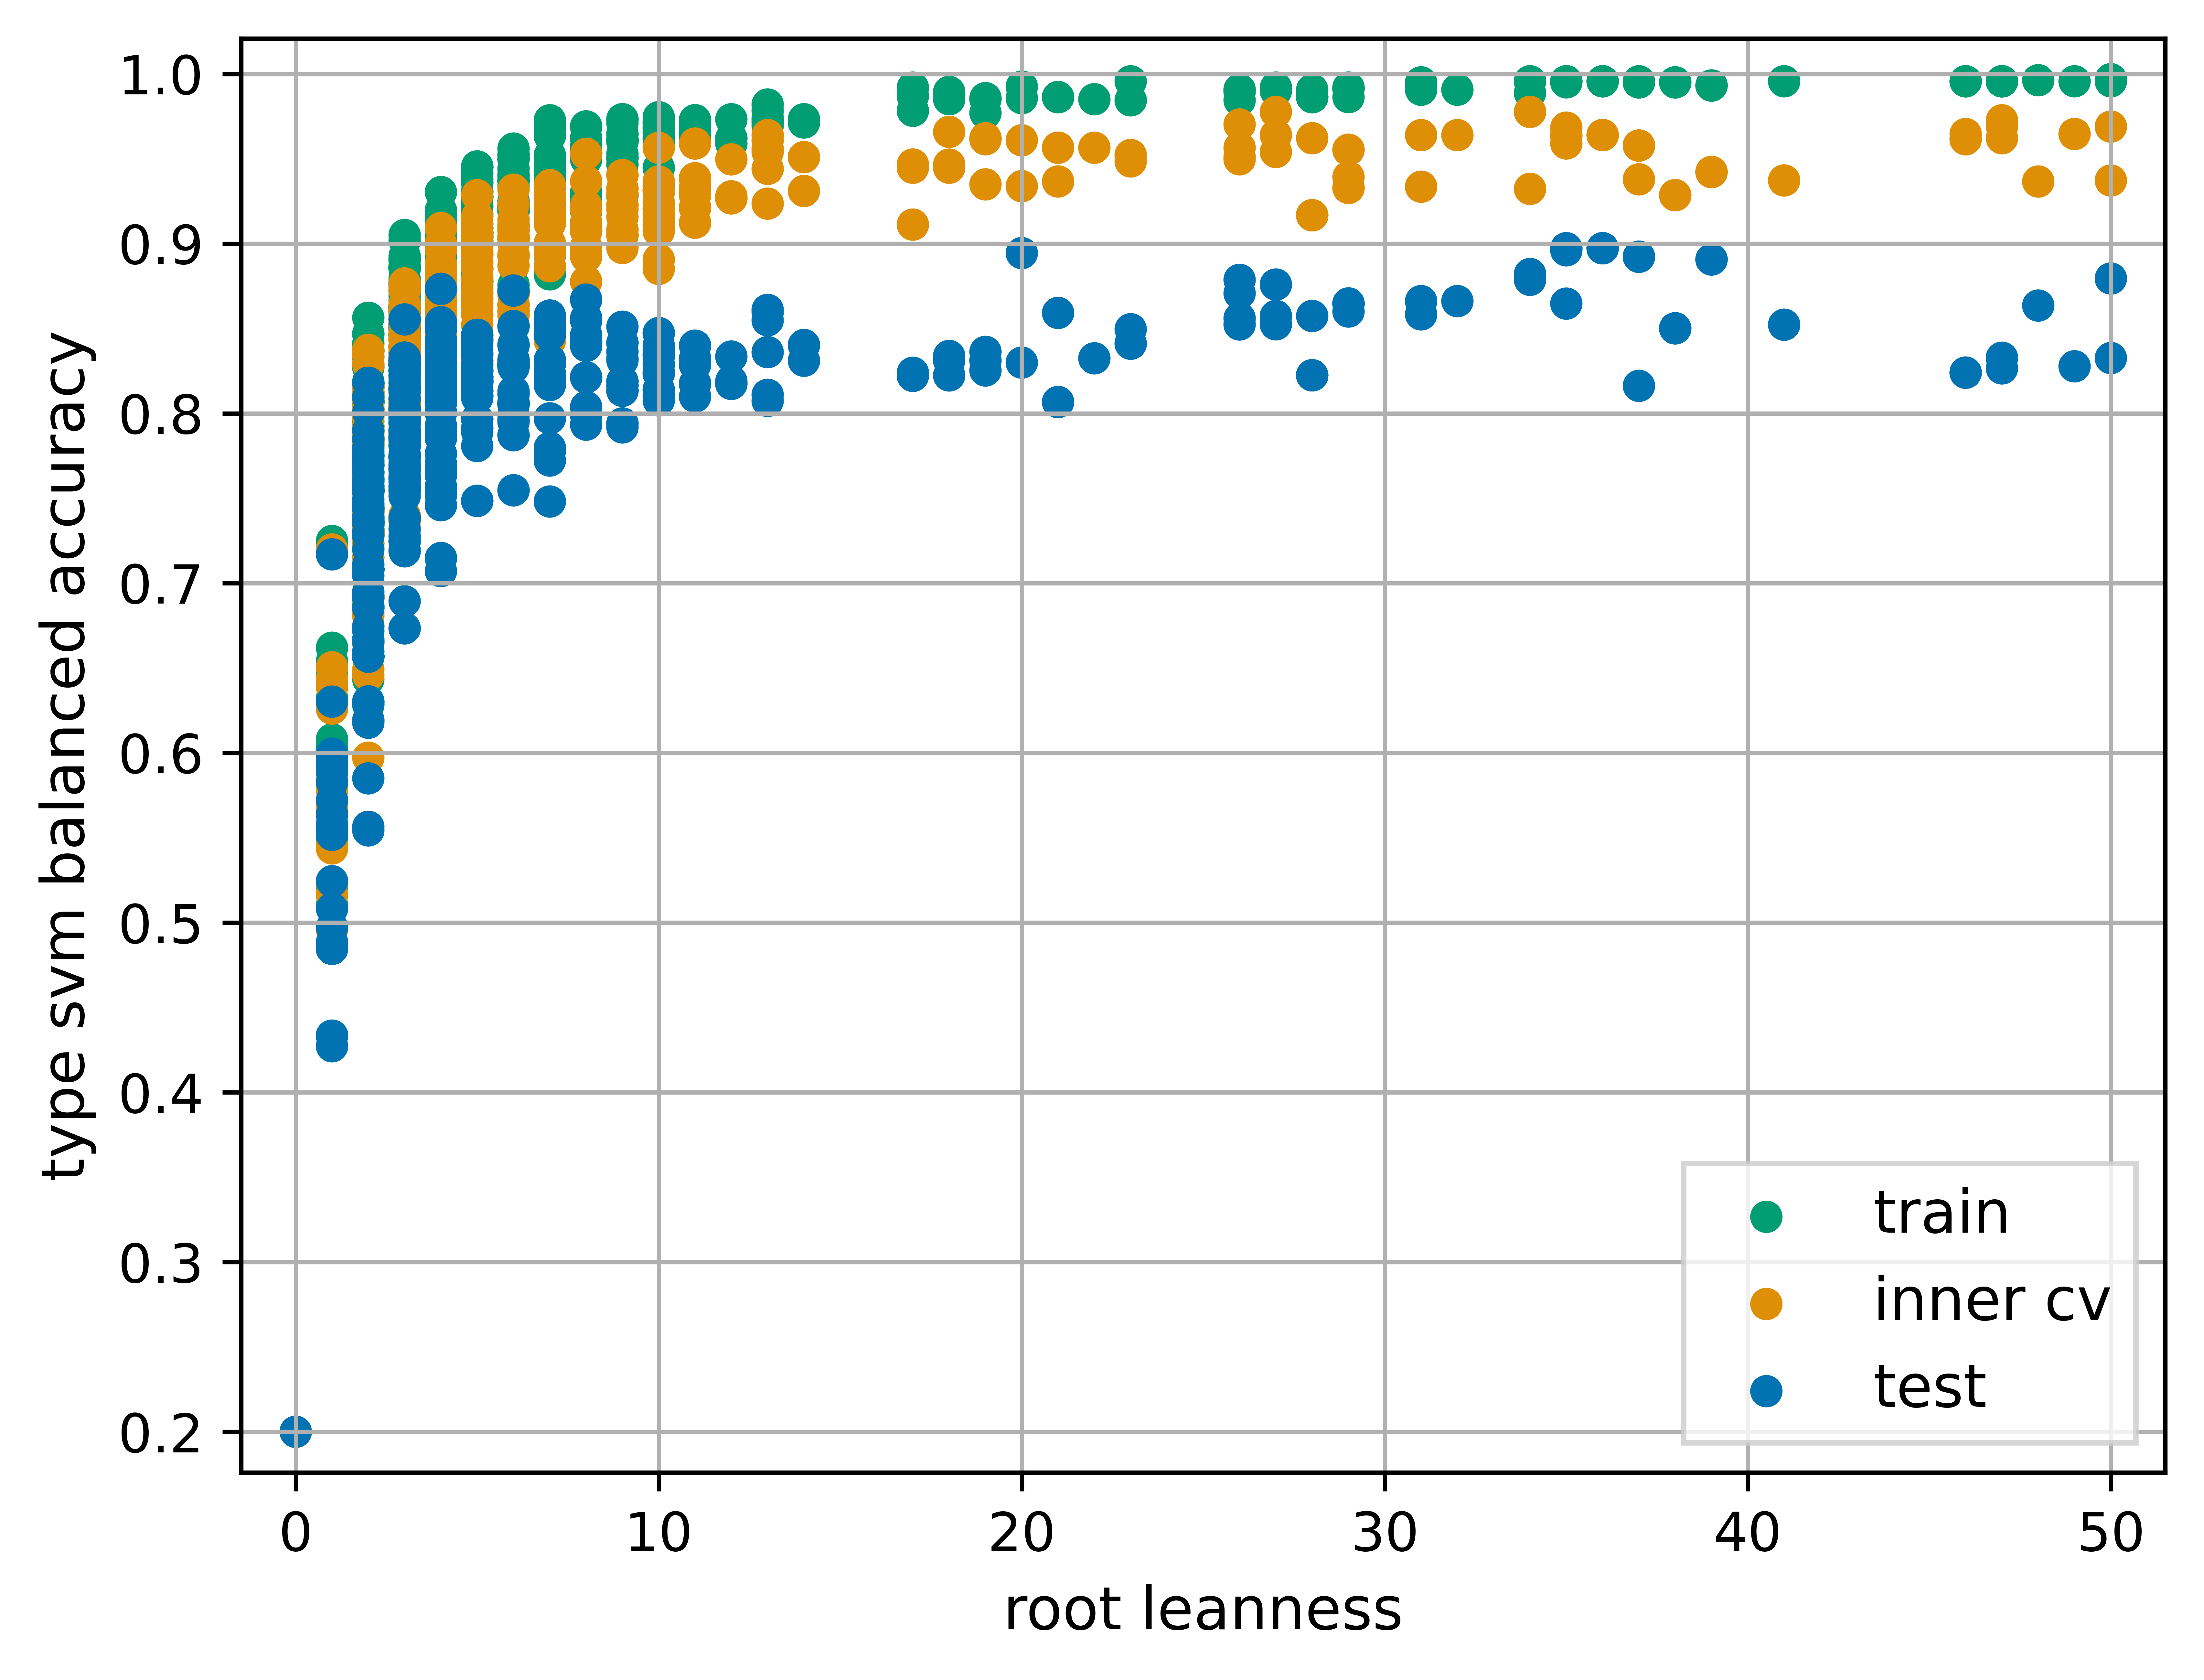 1.0
0.9
0.8
0.7
0.6
0.5
0.4
0.3
0.2
type svm balanced accuracy
train
inner cv
test
0 10 20 30 40 50
root leanness